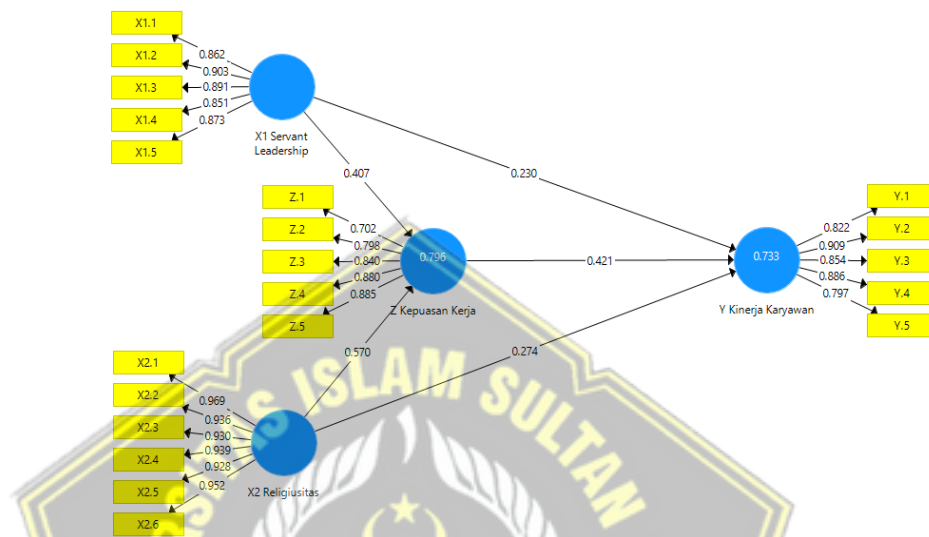 X1.1
X1.2
X1.3
X1.4
X1.5
0.862
0.903
0.891
0.851
0.873
X1 Servant
Leadership
0.407
0.230
Z.1
Z.2
Z.3
Z.4
Z.5
0.702
0.798
0.840
0.880
0.885
0.796
Z Kepuasan Kerja
0.421
0.733
Y Kinerja Karyawan
0.822
0.909
0.854
0.886
0.797
Y.1
Y.2
Y.3
Y.4
Y.5
0.570
0.274
X2.1
X2.2
X2.3
X2.4
X2.5
X2.6
0.969
0.936
0.930
0.939
0.928
0.952
X2 Religiusitas
ISLAM SULTAN